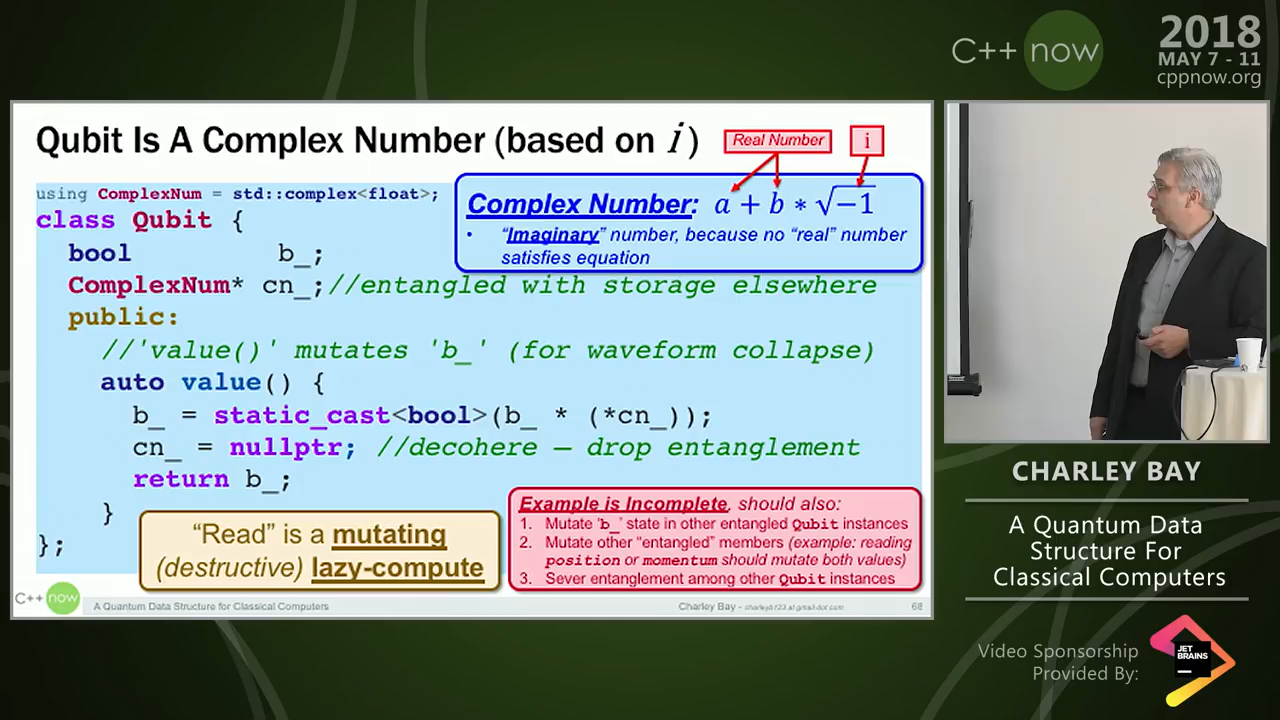 C++ now
2018
MAY 7 - 11
cppnow.org
Qubit Is A Complex Number (based on i)
Real Number
i
using ComplexNum = std::complex<float>;
class Qubit {
bool b_;
ComplexNum* cn_;//entangled with storage elsewhere
public:
//'value()' mutates 'b_' (for waveform collapse)
auto value() {
b_ = static_cast<bool>(b_ * (*cn_));
cn_ = nullptr; //decohere – drop entanglement
return b_;
}
};
Complex Number: a + b * √−1
• “Imaginary” number, because no “real” number
satisfies equation
“Read” is a mutating
(destructive) lazy-compute
Example is Incomplete, should also:
1. Mutate 'b_' state in other entangled Qubit instances
2. Mutate other “entangled” members (example: reading
position or momentum should mutate both values)
3. Sever entanglement among other Qubit instances
C++ now
A Quantum Data Structure for Classical Computers
Charley Bay -
68
CHARLEY BAY
A Quantum Data
Structure For
Classical Computers
Video Sponsorship
Provided By:
JET
BRAINS